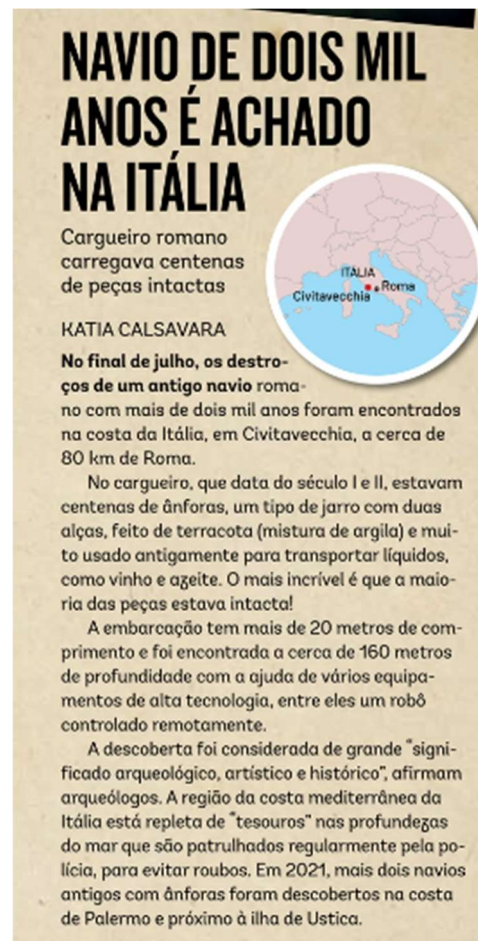 NAVIO DE DOIS MIL
ANOS É ACHADO
NA ITÁLIA
Cargueiro romano
carregava centenas
de peças intactas
ITÁLIA
Roma
Civitavecchia
KATIA CALSAVARA
No final de julho, os destro-
ços de um antigo navio roma-
no com mais de dois mil anos foram encontrados
na costa da Itália, em Civitavecchia, a cerca de
80 km de Roma.
No cargueiro, que data do século I e II, estavam
centenas de ânforas, um tipo de jarro com duas
alças, feito de terracota (mistura de argila) e mui-
to usado antigamente para transportar líquidos,
como vinho e azeite. O mais incrível é que a maio-
ria das peças estava intacta!
A embarcação tem mais de 20 metros de com-
primento e foi encontrada a cerca de 160 metros
de profundidade com a ajuda de vários equipa-
mentos de alta tecnologia, entre eles um robô
controlado remotamente.
A descoberta foi considerada de grande “signi-
ficado arqueológico, artístico e histórico”, afirmam
arqueólogos. A região da costa mediterrânea da
Itália está repleta de “tesouros” nas profundezas
do mar que são patrulhados regularmente pela po-
lícia, para evitar roubos. Em 2021, mais dois navios
antigos com ânforas foram descobertos na costa
de Palermo e próximo à ilha de Ustica.